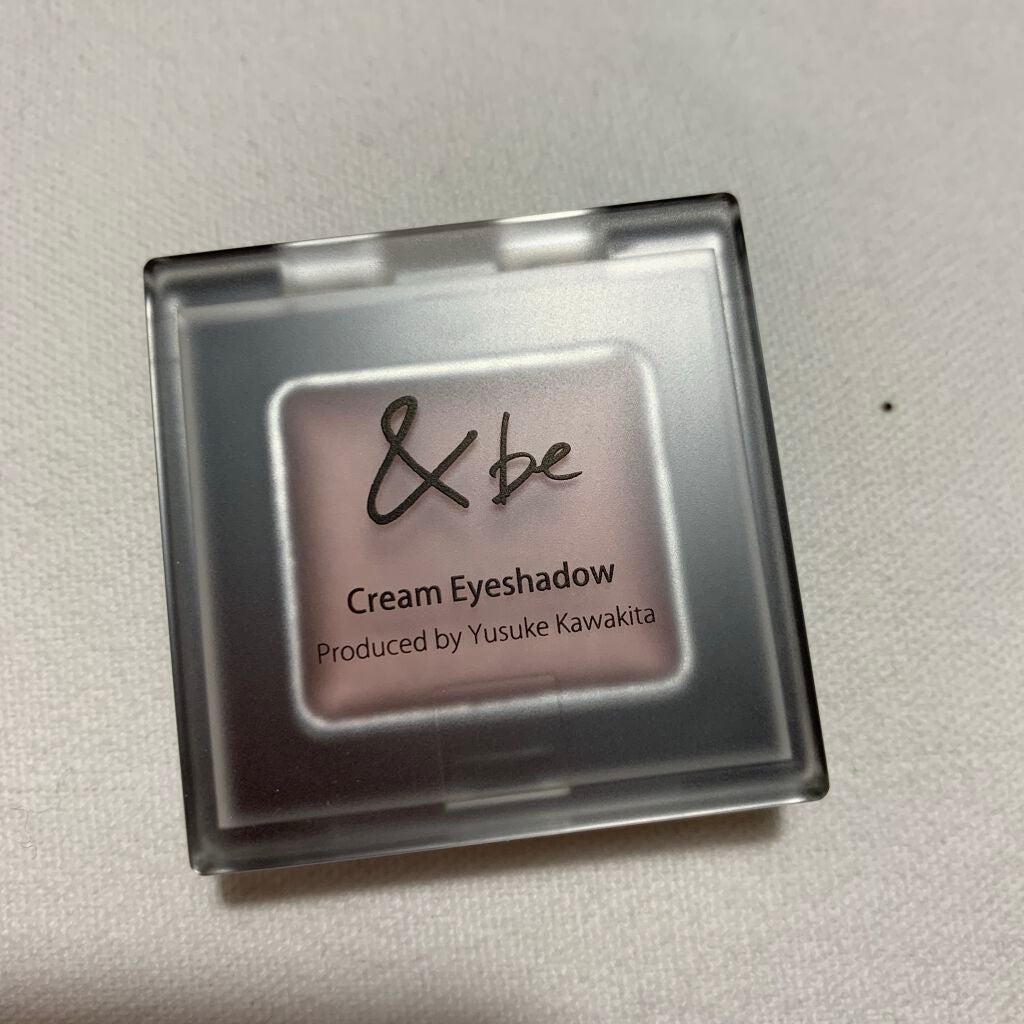 & be
Cream Eyeshadow
Produced by Yusuke Kawakita